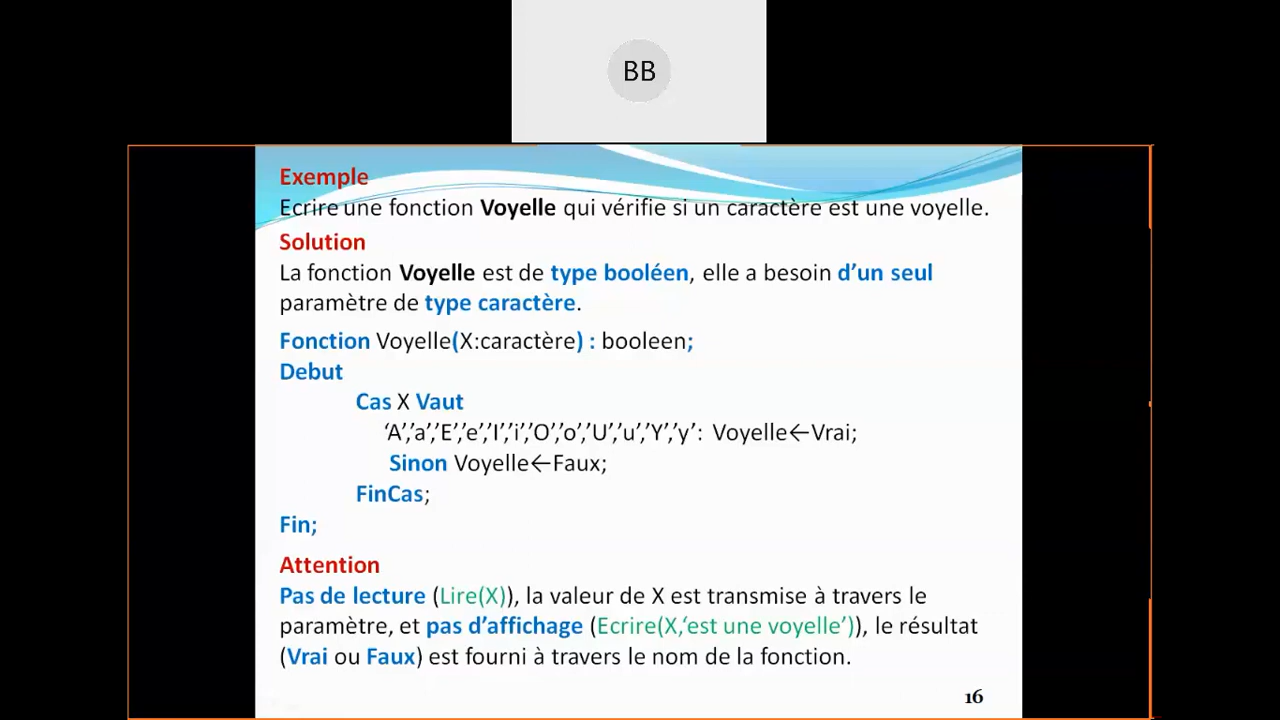 BB
Exemple
Ecrire une fonction Voyelle qui vérifie si un caractère est une voyelle.
Solution
La fonction Voyelle est de type booléen, elle a besoin d’un seul
paramètre de type caractère.
Fonction Voyelle(X:caractère) : booleen;
Debut
Cas X Vaut
‘A’,’a’,’E’,’e’,’I’,’i’,’O’,’o’,’U’,’u’,’Y’,’y’: Voyelle←Vrai;
Sinon Voyelle←Faux;
FinCas;
Fin;
Attention
Pas de lecture (Lire(X)), la valeur de X est transmise à travers le
paramètre, et pas d’affichage (Ecrire(X,‘est une voyelle’)), le résultat
(Vrai ou Faux) est fourni à travers le nom de la fonction.
16